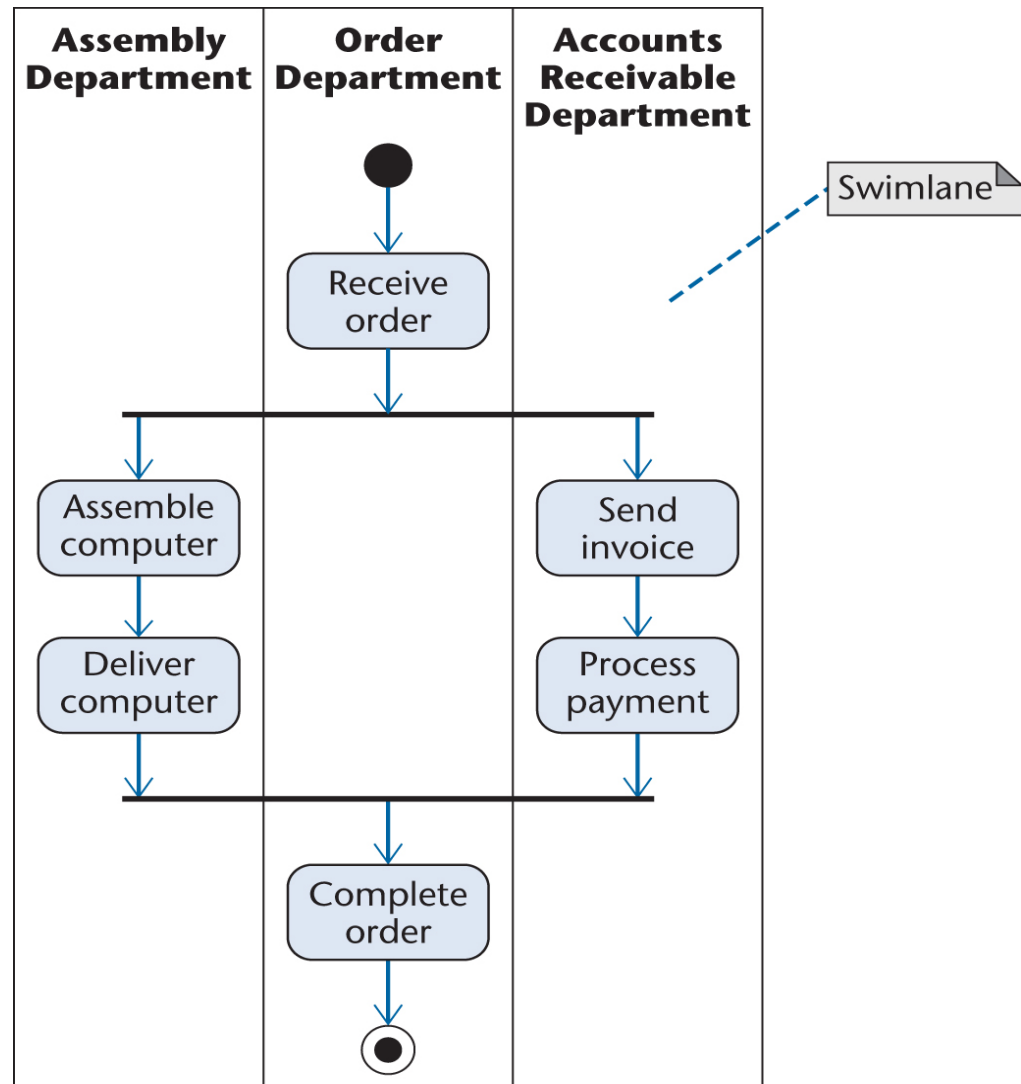 Assembly
Department
Order
Department
Accounts
Receivable
Department
Swimlane
Receive
order
Assemble
computer
Send
invoice
Deliver
computer
Process
payment
Complete
order